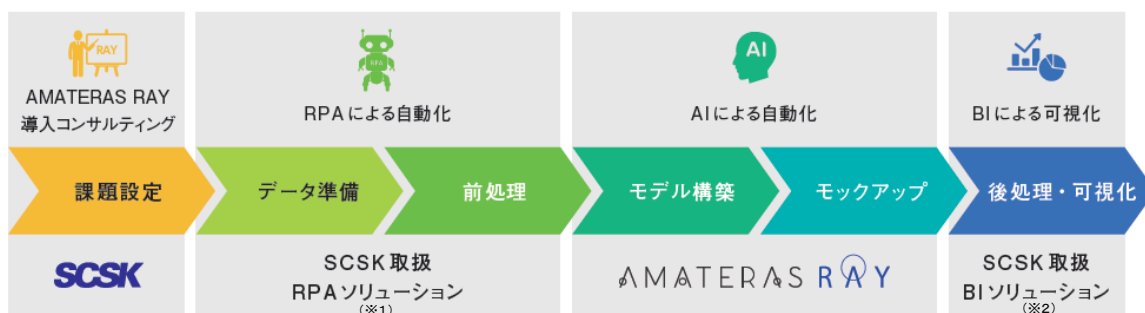 RAY
AMATERAS RAY
導入コンサルティング
RPA
RPAによる自動化
AI
AIによる自動化
BIによる可視化
課題設定
データ準備
前処理
モデル構築
モックアップ
後処理・可視化
SCSK
SCSK取扱
RPAソリューション
(※1)
AMATERAS RAY
SCSK取扱
BIソリューション
(※2)